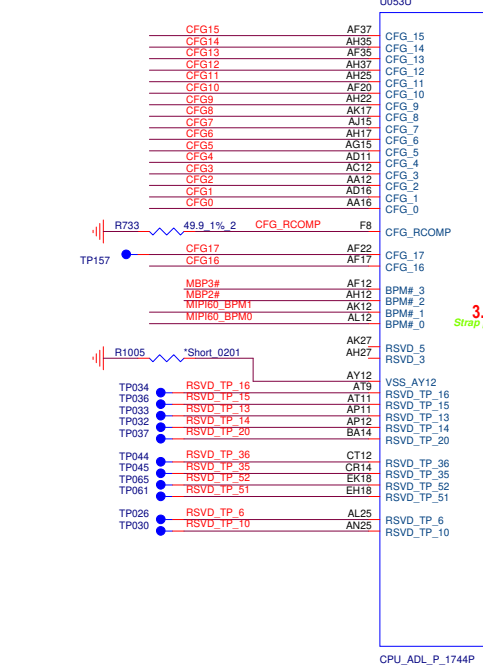 U053U
CFG15 AF37 CFG_15
CFG14 AH35 CFG_14
CFG13 AF35 CFG_13
CFG12 AH37 CFG_12
CFG11 AH25 CFG_11
CFG10 AF20 CFG_10
CFG9 AH22 CFG_9
CFG8 AK17 CFG_8
CFG7 AJ15 CFG_7
CFG6 AH17 CFG_6
CFG5 AG15 CFG_5
CFG4 AD11 CFG_4
CFG3 AC12 CFG_3
CFG2 AA12 CFG_2
CFG1 AD16 CFG_1
CFG0 AA16 CFG_0
R733 49.9_1%_2 CFG_RCOMP F8 CFG_RCOMP
CFG17 AF22 CFG_17
TP157 CFG16 AF17 CFG_16
MBP3# AF12 BPM#_3
MBP2# AH12 BPM#_2
MIPI60_BPM1 AK12 BPM#_1
MIPI60_BPM0 AL12 BPM#_0
3.
Strap
AK27 RSVD_5
R1005 *Short_0201 AH27 RSVD_3
AY12 VSS_AY12
TP034 RSVD_TP_16 AT9 RSVD_TP_16
TP036 RSVD_TP_15 AT11 RSVD_TP_15
TP033 RSVD_TP_13 AP11 RSVD_TP_13
TP032 RSVD_TP_14 AP12 RSVD_TP_14
TP037 RSVD_TP_20 BA14 RSVD_TP_20
TP044 RSVD_TP_36 CT12 RSVD_TP_36
TP045 RSVD_TP_35 CR14 RSVD_TP_35
TP065 RSVD_TP_52 EK18 RSVD_TP_52
TP061 RSVD_TP_51 EH18 RSVD_TP_51
TP026 RSVD_TP_6 AL25 RSVD_TP_6
TP030 RSVD_TP_10 AN25 RSVD_TP_10
CPU_ADL_P_1744P